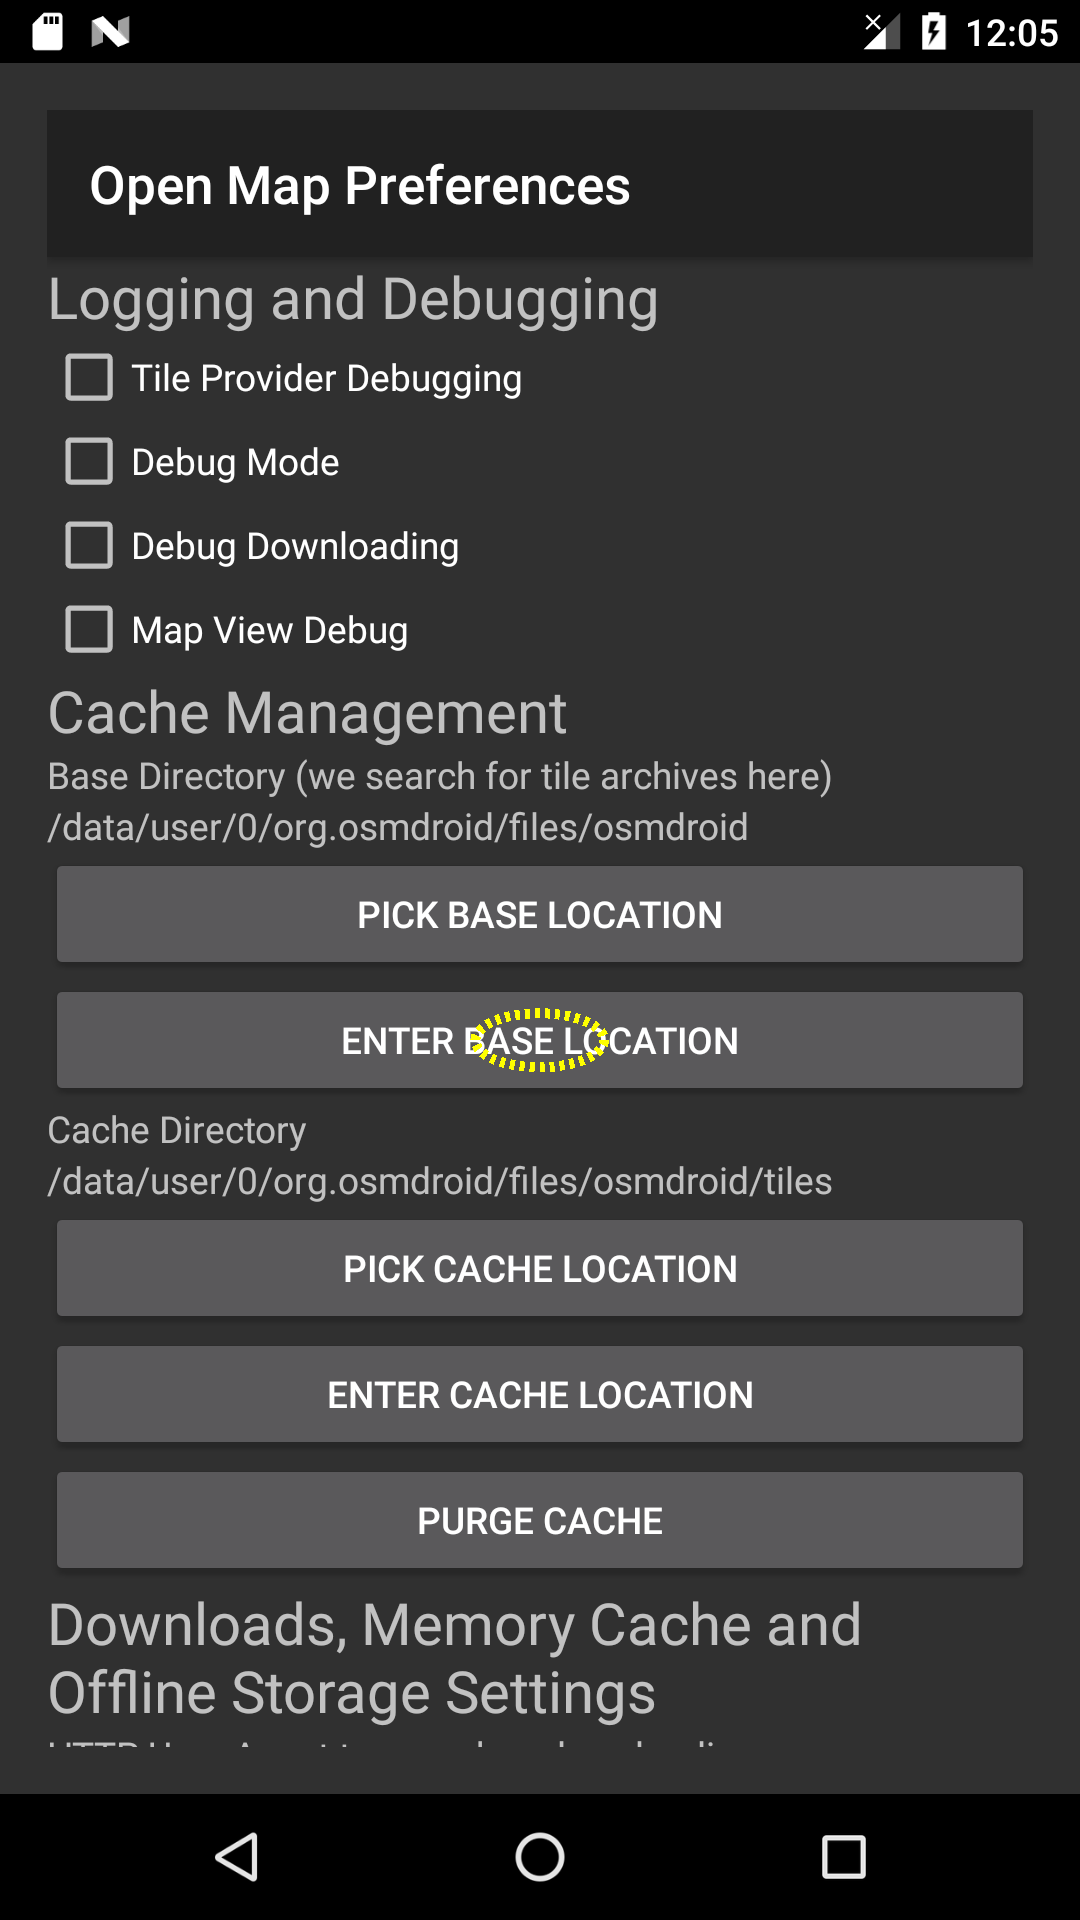 12:05
Open Map Preferences
Logging and Debugging
Tile Provider Debugging
Debug Mode
Debug Downloading
Map View Debug
Cache Management
Base Directory (we search for tile archives here)
/data/user/0/org.osmdroid/files/osmdroid
PICK BASE LOCATION
ENTER BASE LOCATION
Cache Directory
/data/user/0/org.osmdroid/files/osmdroid/tiles
PICK CACHE LOCATION
ENTER CACHE LOCATION
PURGE CACHE
Downloads, Memory Cache and
Offline Storage Settings